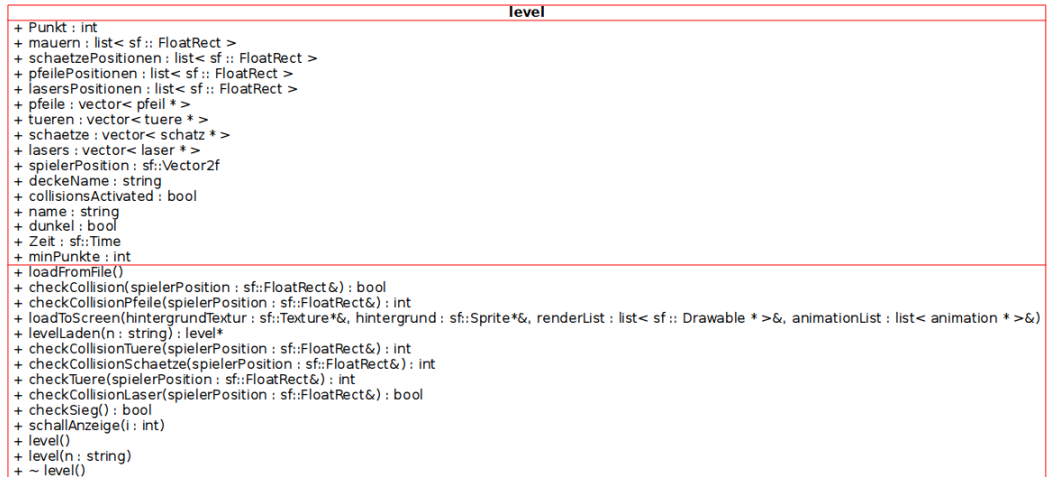 level
+ Punkt : int
+ mauern : list< sf :: FloatRect >
+ schaetzePositionen : list< sf :: FloatRect >
+ pfeilePositionen : list< sf :: FloatRect >
+ lasersPositionen : list< sf :: FloatRect >
+ pfeile : vector< pfeil * >
+ tueren : vector< tuere * >
+ schaetze : vector< schatz * >
+ lasers : vector< laser * >
+ spielerPosition : sf::Vector2f
+ deckeName : string
+ collisionsActivated : bool
+ name : string
+ dunkel : bool
+ Zeit : sf::Time
+ minPunkte : int
+ loadFromFile()
+ checkCollision(spielerPosition : sf::FloatRect&) : bool
+ checkCollisionPfeile(spielerPosition : sf::FloatRect&) : int
+ loadToScreen(hintergrundTextur : sf::Texture*&, hintergrund : sf::Sprite*&, renderList : list< sf :: Drawable * >&, animationList : list< animation * >&)
+ levelLaden(n : string) : level*
+ checkCollisionTuere(spielerPosition : sf::FloatRect&) : int
+ checkCollisionSchaetze(spielerPosition : sf::FloatRect&) : int
+ checkTuere(spielerPosition : sf::FloatRect&) : int
+ checkCollisionLaser(spielerPosition : sf::FloatRect&) : bool
+ checkSieg() : bool
+ schallAnzeige(i : int)
+ level()
+ level(n : string)
+ ~ level()